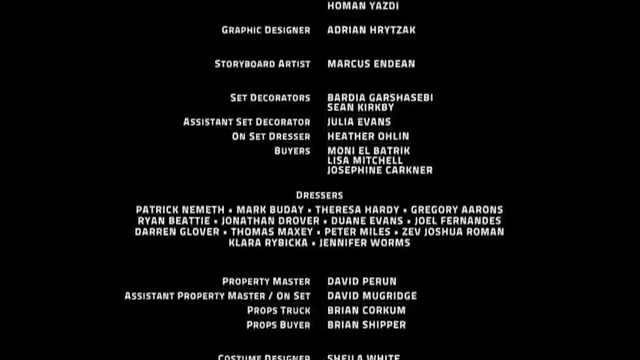 HOMAN YAZDI
GRAPHIC DESIGNER ADRIAN HRYTZAK
STORYBOARD ARTIST MARCUS ENDEAN
SET DECORATORS BARDIA GARSHASEBI
SEAN KIRKBY
ASSISTANT SET DECORATOR JULIA EVANS
ON SET DRESSER HEATHER OHLIN
BUYERS MONI EL BATRIK
LISA MITCHELL
JOSEPHINE CARKNER
DRESSERS
PATRICK NEMETH • MARK BUDAY • THERESA HARDY • GREGORY AARONS
RYAN BEATTIE • JONATHAN DROVER • DUANE EVANS • JOEL FERNANDES
DARREN GLOVER • THOMAS MAXEY • PETER MILES • ZEV JOSHUA ROMAN
KLARA RYBICKA • JENNIFER WORMS
PROPERTY MASTER DAVID PERUN
ASSISTANT PROPERTY MASTER / ON SET DAVID MUGRIDGE
PROPS TRUCK BRIAN CORKUM
PROPS BUYER BRIAN SHIPPER
COSTUME DESIGNER SHEILA WHITE